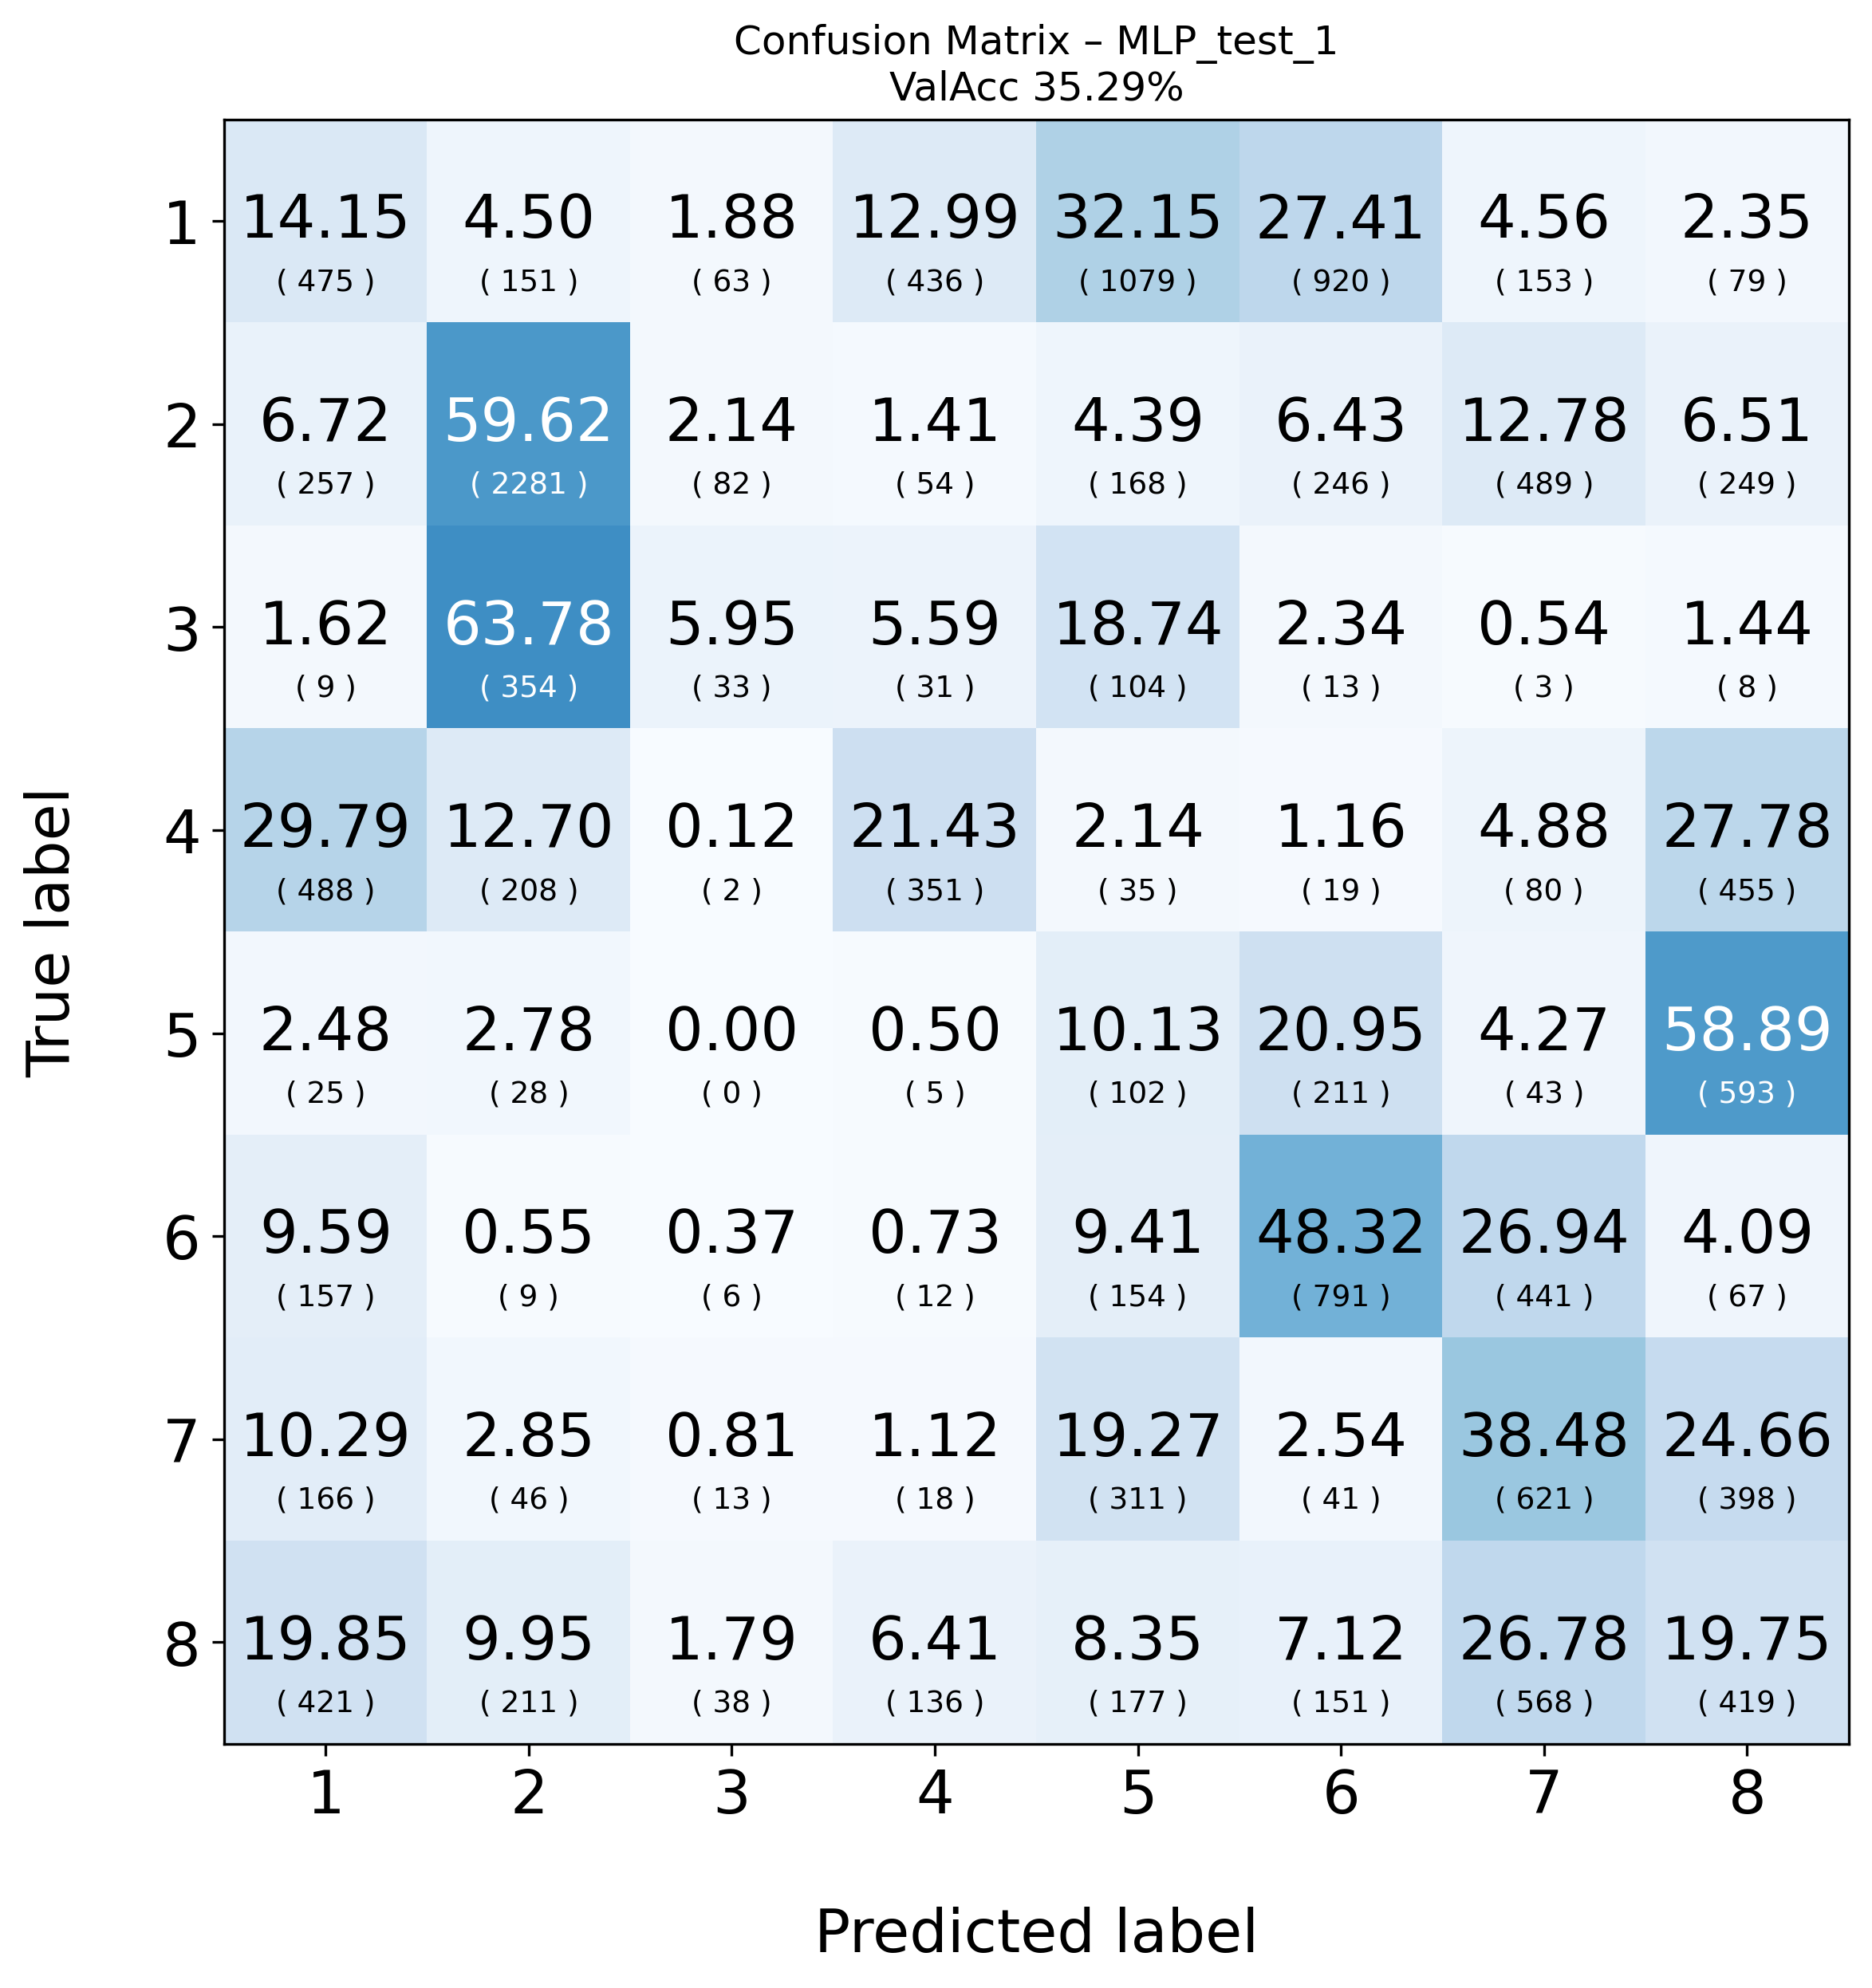 Confusion Matrix – MLP_test_1
ValAcc 35.29%
True label
1
14.15 4.50 1.88 12.99 32.15 27.41 4.56 2.35
( 475 ) ( 151 ) ( 63 ) ( 436 ) ( 1079 ) ( 920 ) ( 153 ) ( 79 )
2
6.72 59.62 2.14 1.41 4.39 6.43 12.78 6.51
( 257 ) ( 2281 ) ( 82 ) ( 54 ) ( 168 ) ( 246 ) ( 489 ) ( 249 )
3
1.62 63.78 5.95 5.59 18.74 2.34 0.54 1.44
( 9 ) ( 354 ) ( 33 ) ( 31 ) ( 104 ) ( 13 ) ( 3 ) ( 8 )
4
29.79 12.70 0.12 21.43 2.14 1.16 4.88 27.78
( 488 ) ( 208 ) ( 2 ) ( 351 ) ( 35 ) ( 19 ) ( 80 ) ( 455 )
5
2.48 2.78 0.00 0.50 10.13 20.95 4.27 58.89
( 25 ) ( 28 ) ( 0 ) ( 5 ) ( 102 ) ( 211 ) ( 43 ) ( 593 )
6
9.59 0.55 0.37 0.73 9.41 48.32 26.94 4.09
( 157 ) ( 9 ) ( 6 ) ( 12 ) ( 154 ) ( 791 ) ( 441 ) ( 67 )
7
10.29 2.85 0.81 1.12 19.27 2.54 38.48 24.66
( 166 ) ( 46 ) ( 13 ) ( 18 ) ( 311 ) ( 41 ) ( 621 ) ( 398 )
8
19.85 9.95 1.79 6.41 8.35 7.12 26.78 19.75
( 421 ) ( 211 ) ( 38 ) ( 136 ) ( 177 ) ( 151 ) ( 568 ) ( 419 )
1 2 3 4 5 6 7 8
Predicted label